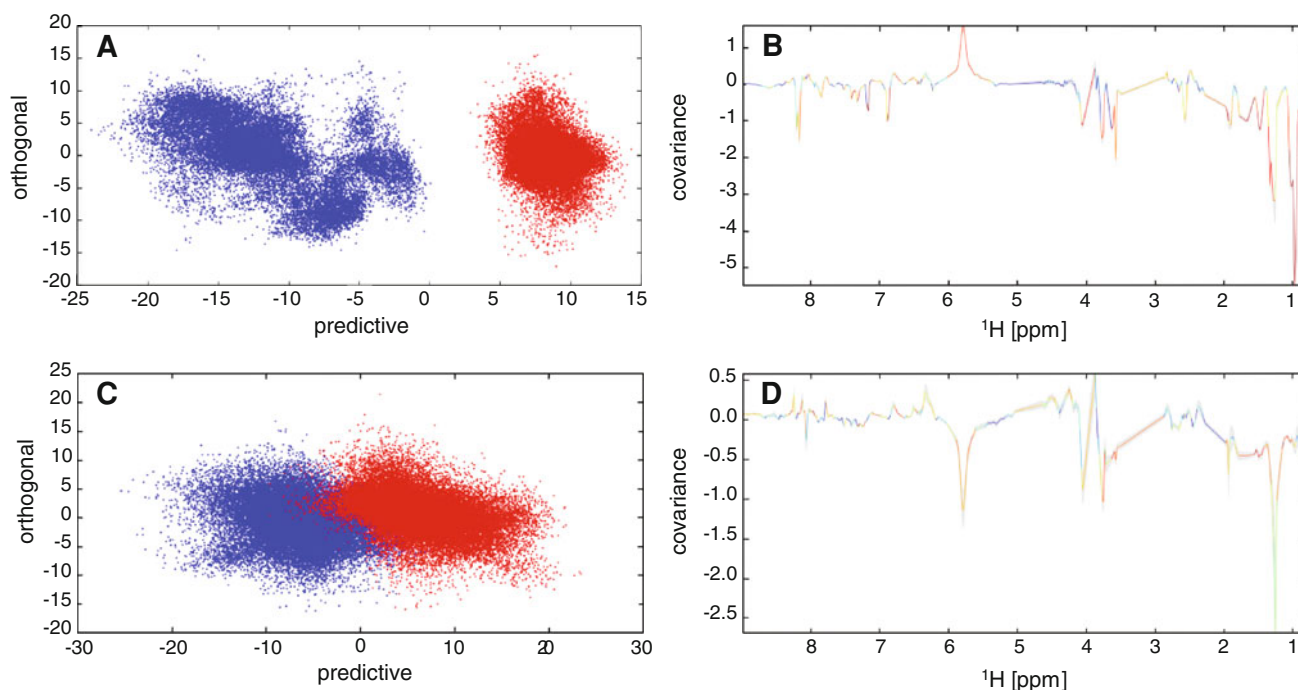 A
orthogonal
20
15
10
5
0
-5
-10
-15
-20
-25 -20 -15 -10 -5 0 5 10 15
predictive
B
covariance
1
0
-1
-2
-3
-4
-5
8 7 6 5 4 3 2 1
¹H [ppm]
C
orthogonal
25
20
15
10
5
0
-5
-10
-15
-20
-30 -20 -10 0 10 20 30
predictive
D
covariance
0.5
0.0
-0.5
-1.0
-1.5
-2.0
-2.5
8 7 6 5 4 3 2 1
¹H [ppm]